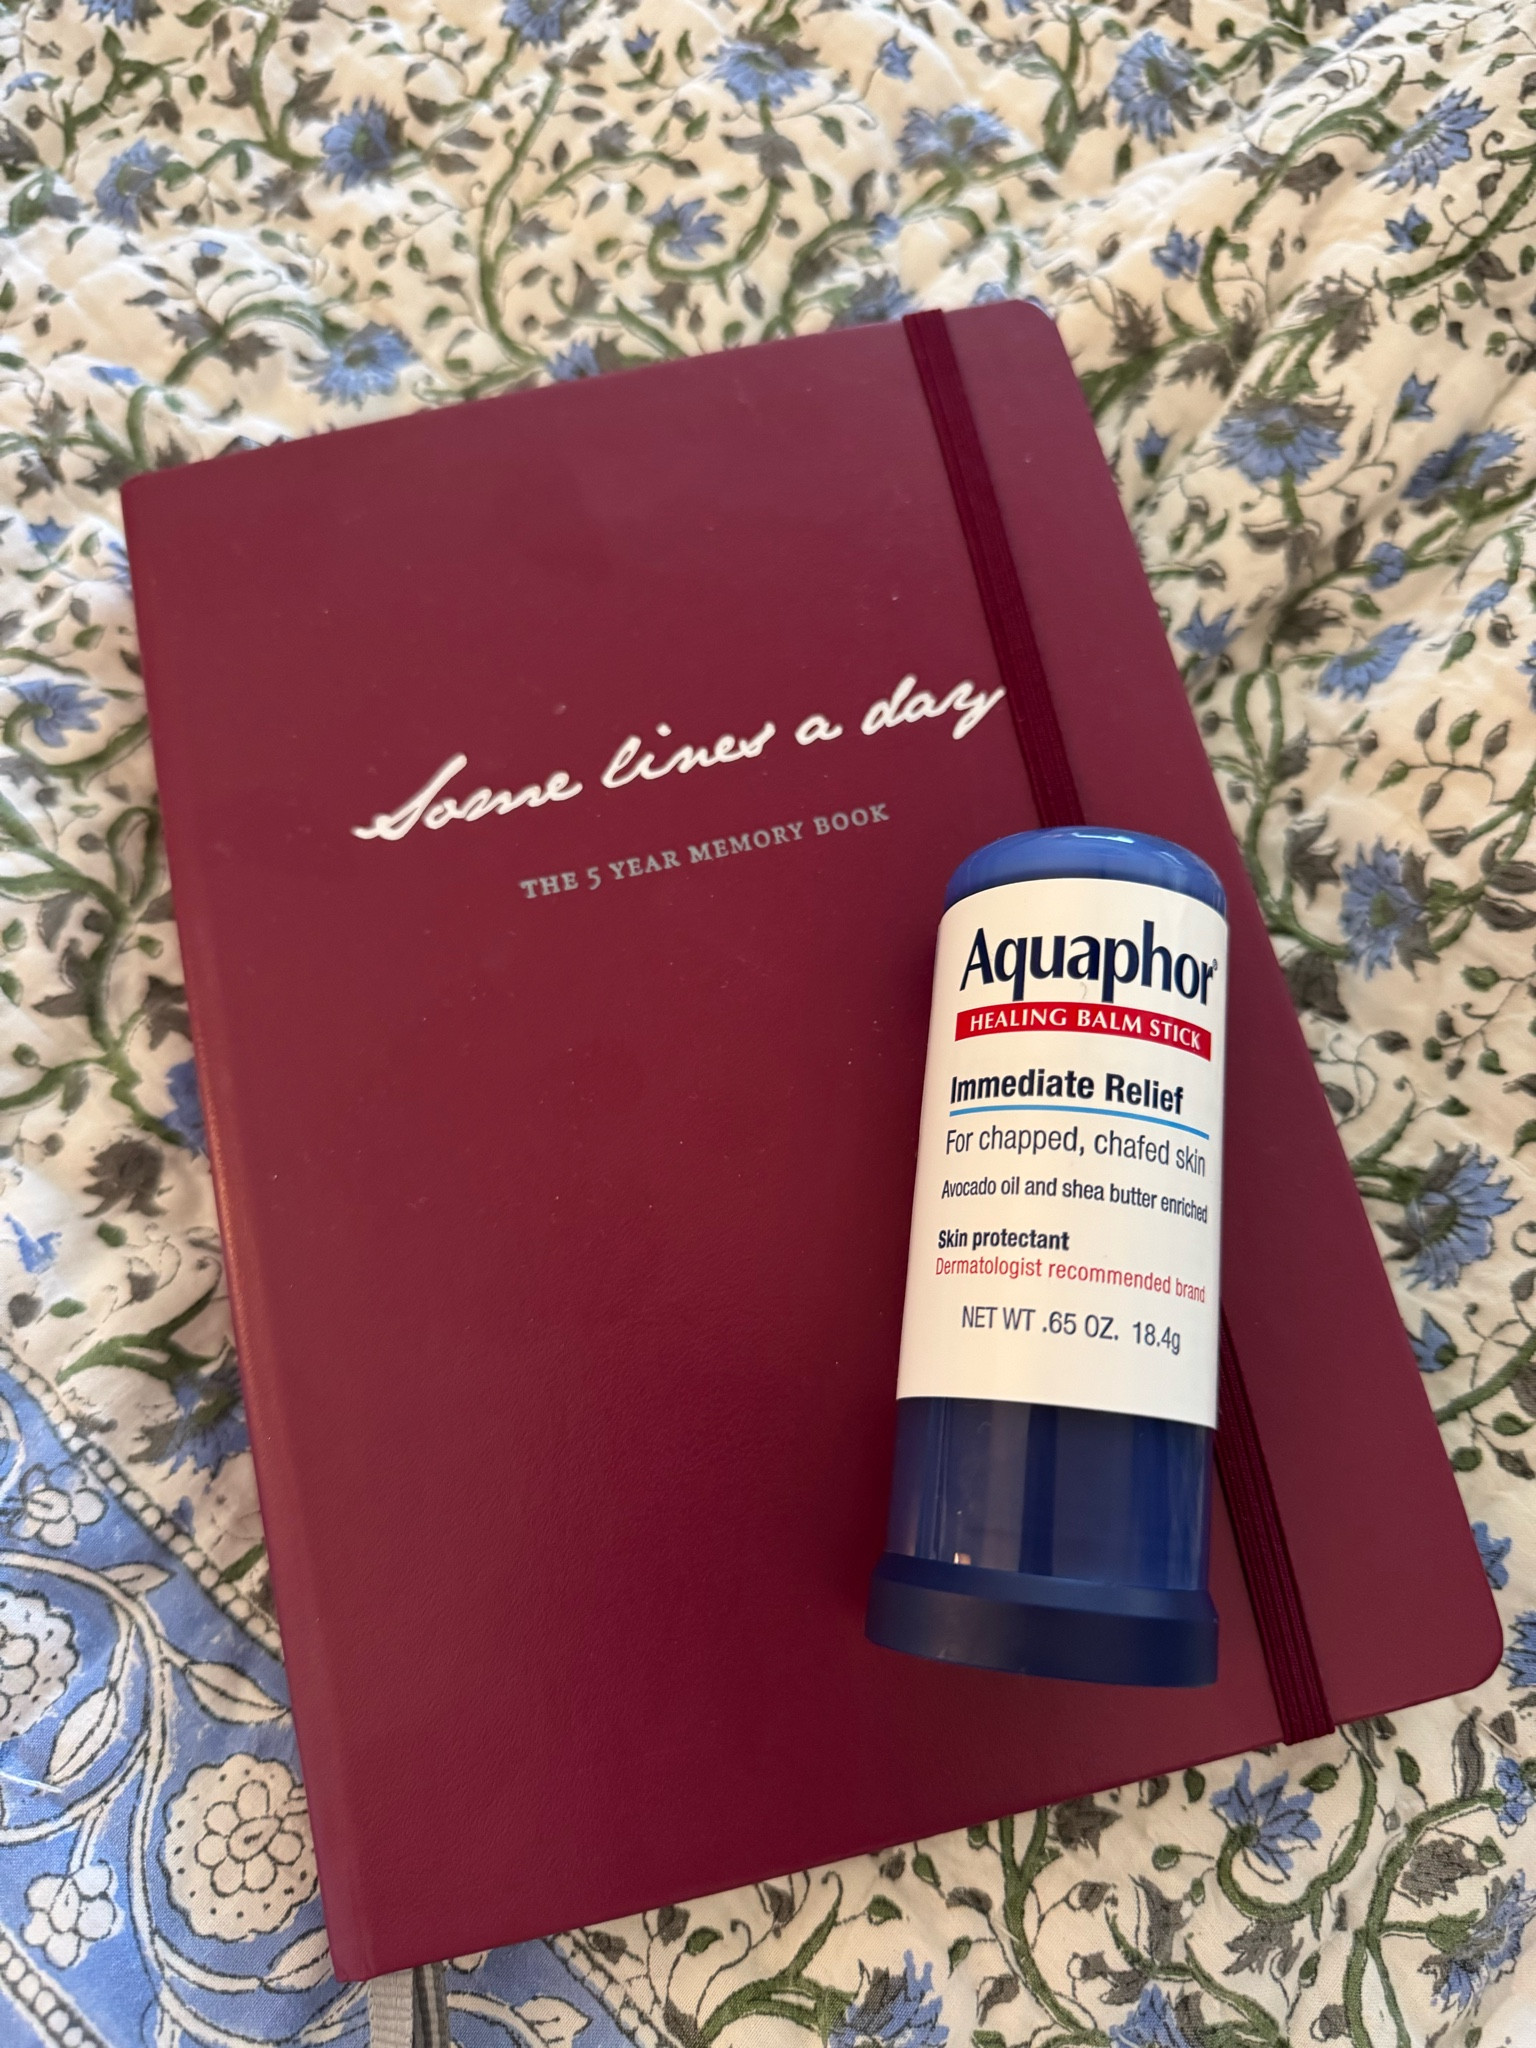 Some lines a day
THE 5 YEAR MEMORY BOOK
Aquaphor®
HEALING BALM STICK
Immediate Relief
For chapped, chafed skin
Avocado oil and shea butter enriched
Skin protectant
Dermatologist recommended brand
NET WT .65 OZ. 18.4g